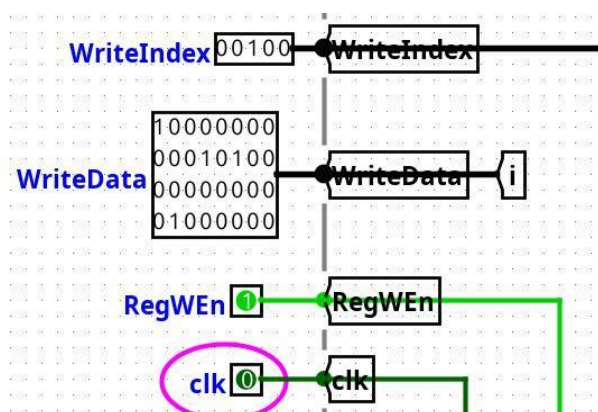 WriteIndex 00100 WriteIndex
10000000
00010100
WriteData WriteData i
00000000
01000000
RegWEn 1 RegWEn
clk 0 clk